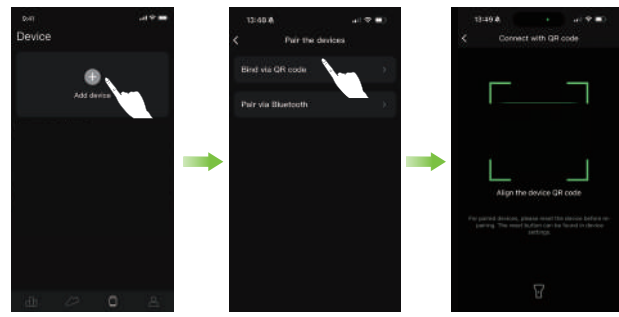 9:41
Device
Add device
13:48
Pair the devices
Bind via QR code
Pair via Bluetooth
13:49
Connect with QR code
Align the device QR code
For paired devices, please reset the device before re-
pairing. The reset button can be found in device
settings